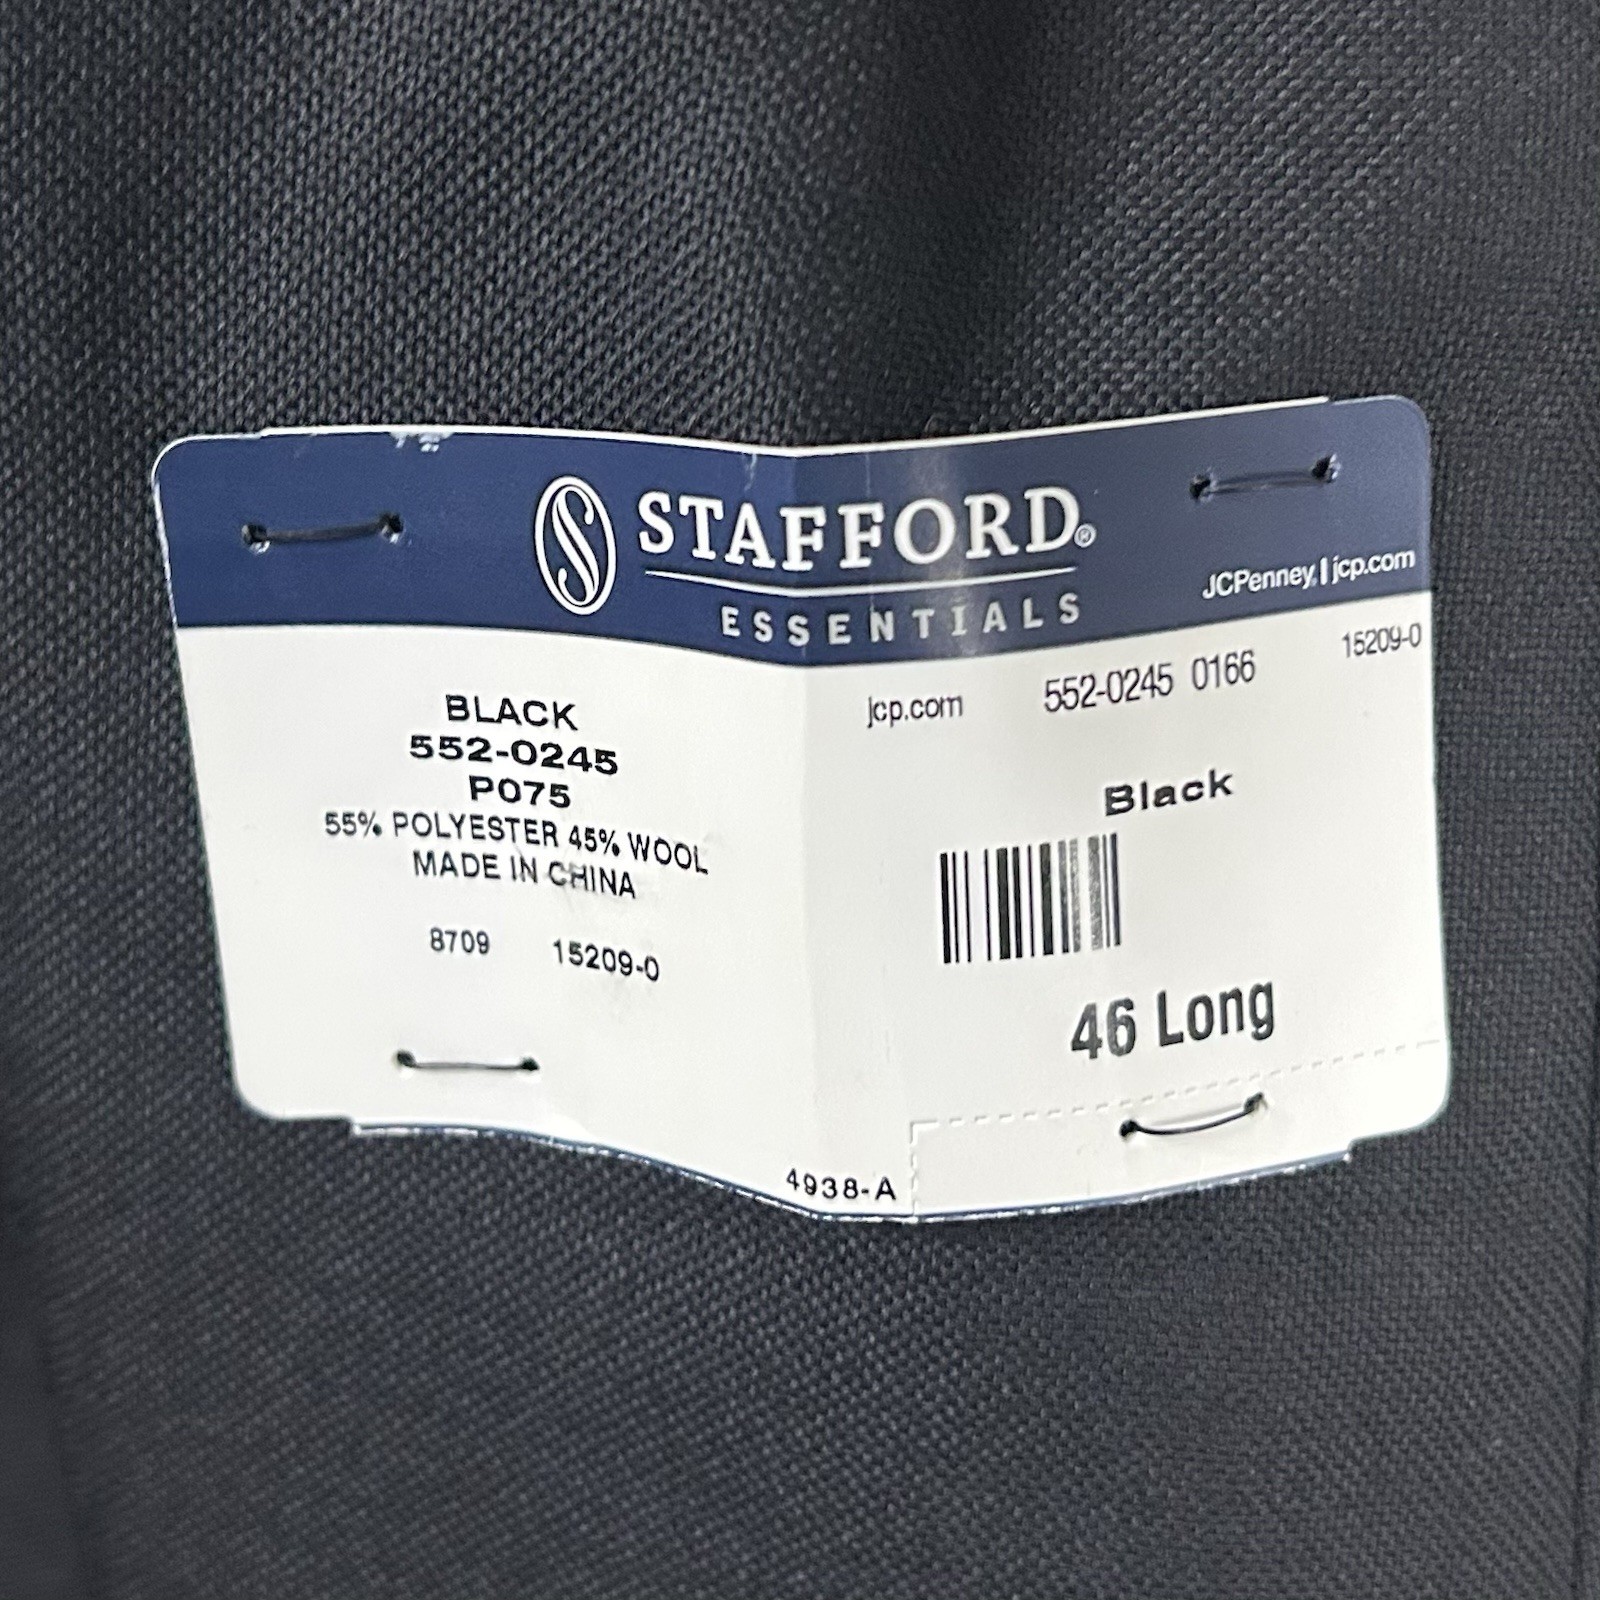 STAFFORD®
ESSENTIALS
JCPenney | jcp.com
BLACK
552-0245
P075
55% POLYESTER 45% WOOL
MADE IN CHINA
8709 15209-0
15209-0
jcp.com 552-0245 0166
Black
46 Long
4938-A